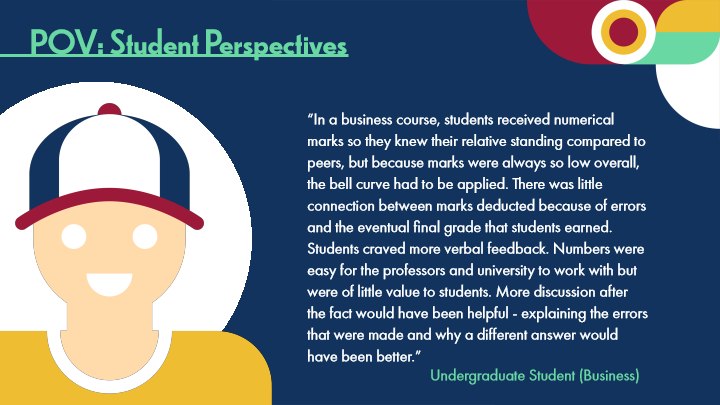 POV: Student Perspectives
“In a business course, students received numerical
marks so they knew their relative standing compared to
peers, but because marks were always so low overall,
the bell curve had to be applied. There was little
connection between marks deducted because of errors
and the eventual final grade that students earned.
Students craved more verbal feedback. Numbers were
easy for the professors and university to work with but
were of little value to students. More discussion after
the fact would have been helpful - explaining the errors
that were made and why a different answer would
have been better.”
Undergraduate Student (Business)